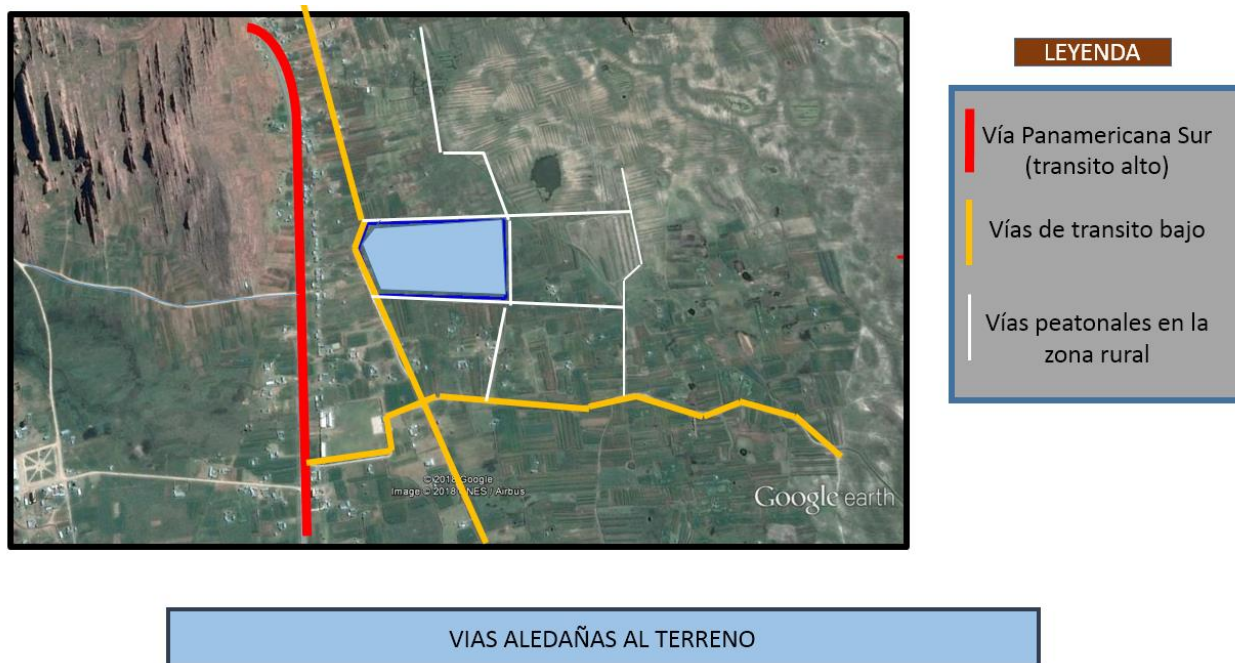 LEYENDA
Vía Panamericana Sur
(transito alto)
Vías de transito bajo
Vías peatonales en la
zona rural
© 2018 Google
Image © 2018 CNES / Airbus
Google earth
VIAS ALEDAÑAS AL TERRENO